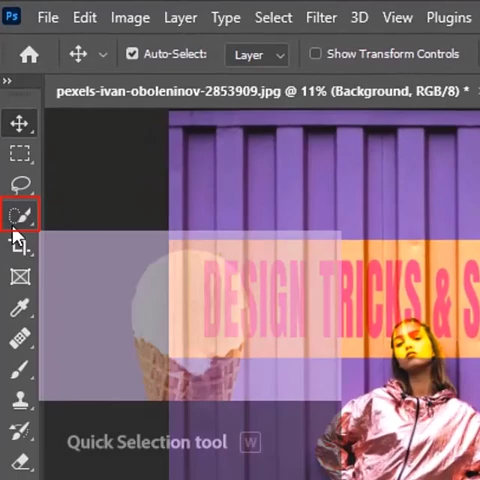 Ps File Edit Image Layer Type Select Filter 3D View Plugins
Auto-Select: Layer Show Transform Controls
pexels-ivan-oboleninov-2853909.jpg @ 11% (Background, RGB/8) * ×
DESIGN TRICKS & S
Quick Selection tool W